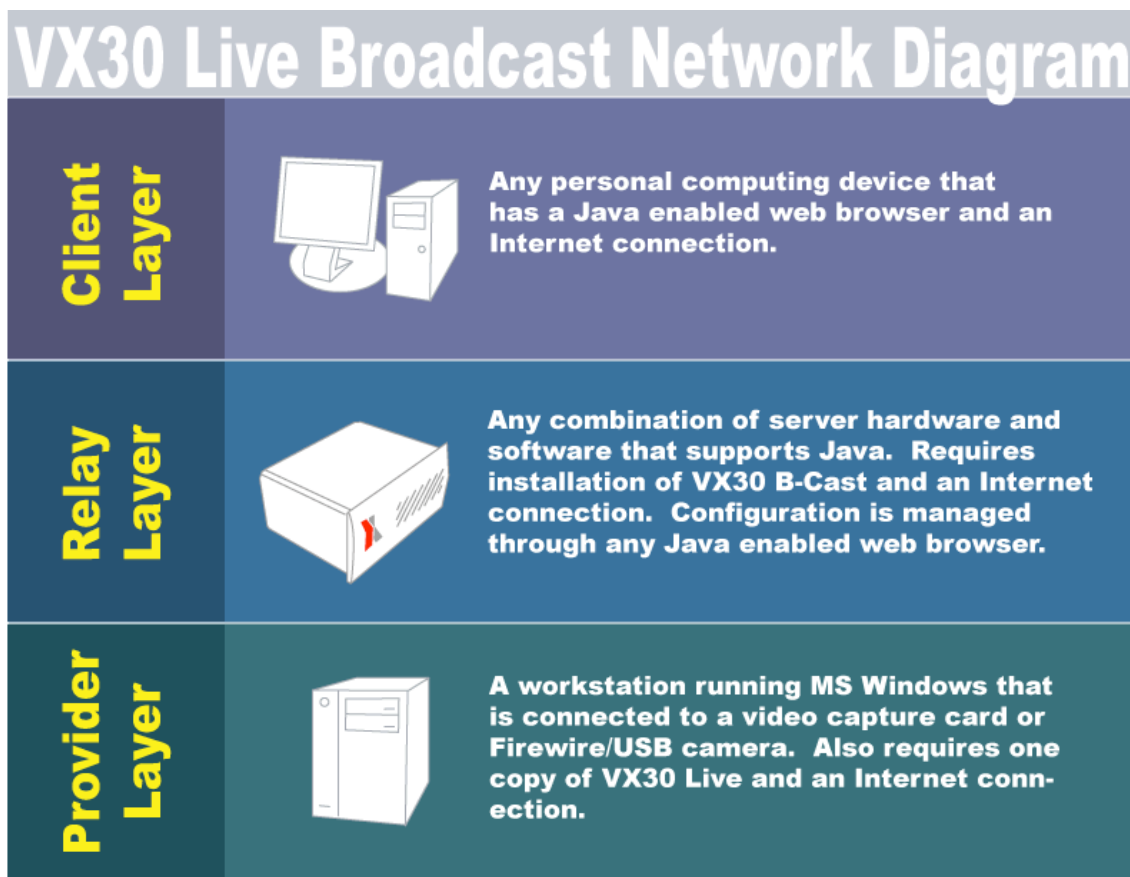 VX30 Live Broadcast Network Diagram
Client
Layer
Any personal computing device that
has a Java enabled web browser and an
Internet connection.
Relay
Layer
Any combination of server hardware and
software that supports Java.  Requires
installation of VX30 B-Cast and an Internet
connection.  Configuration is managed
through any Java enabled web browser.
Provider
Layer
A workstation running MS Windows that
is connected to a video capture card or
Firewire/USB camera.  Also requires one
copy of VX30 Live and an Internet conn-
ection.